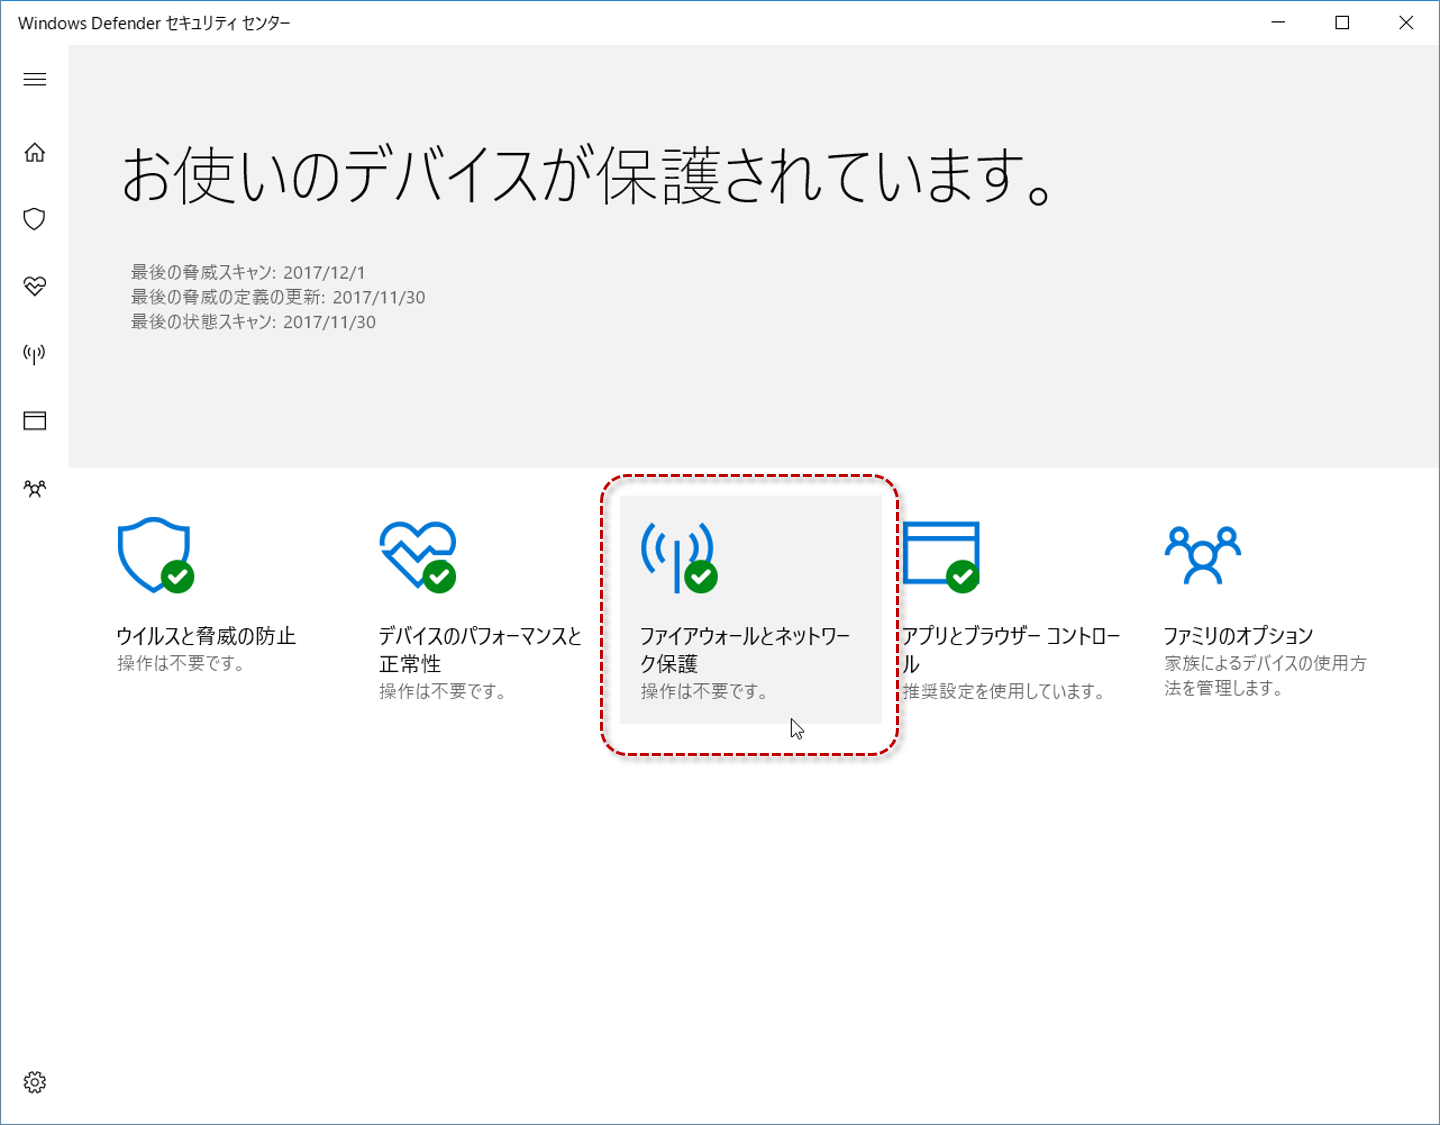 Windows Defender セキュリティ センター
お使いのデバイスが保護されています。
最後の脅威スキャン: 2017/12/1
最後の脅威の定義の更新: 2017/11/30
最後の状態スキャン: 2017/11/30
ウイルスと脅威の防止
操作は不要です。
デバイスのパフォーマンスと
正常性
操作は不要です。
ファイアウォールとネットワー
ク保護
操作は不要です。
アプリとブラウザー コントロー
ル
推奨設定を使用しています。
ファミリのオプション
家族によるデバイスの使用方
法を管理します。